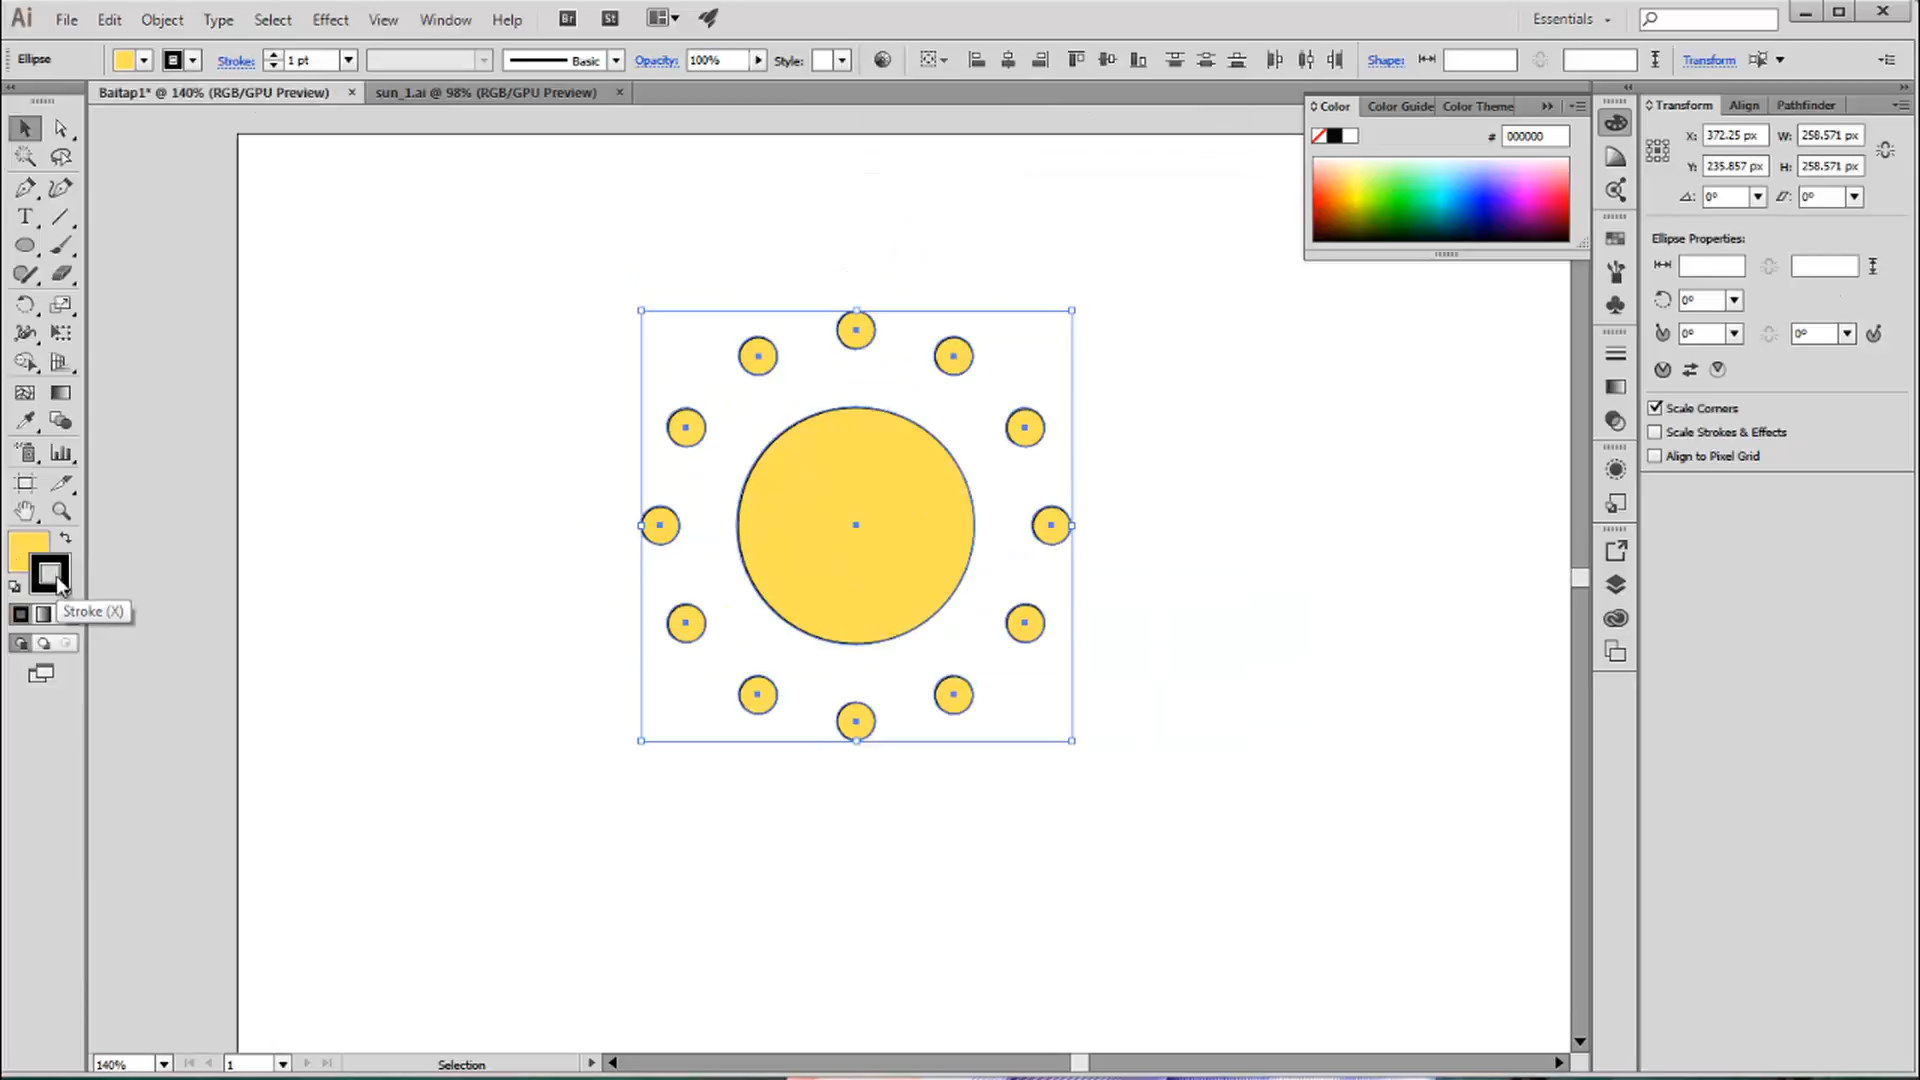 Ai File Edit Object Type Select Effect View Window Help Br St Essentials
Ellipse Stroke: 1 pt Basic Opacity: 100% Style: Shape: Transform
Baitap1* @ 140% (RGB/GPU Preview) × sun_1.ai @ 98% (RGB/GPU Preview) ×
Color Color Guide Color Theme
# 000000
Transform Align Pathfinder
X: 372.25 px W: 258.571 px
Y: 235.857 px H: 258.571 px
0° 0°
Ellipse Properties:
0°
0° 0°
Scale Corners
Scale Strokes & Effects
Align to Pixel Grid
T
Stroke (X)
140% 1 Selection